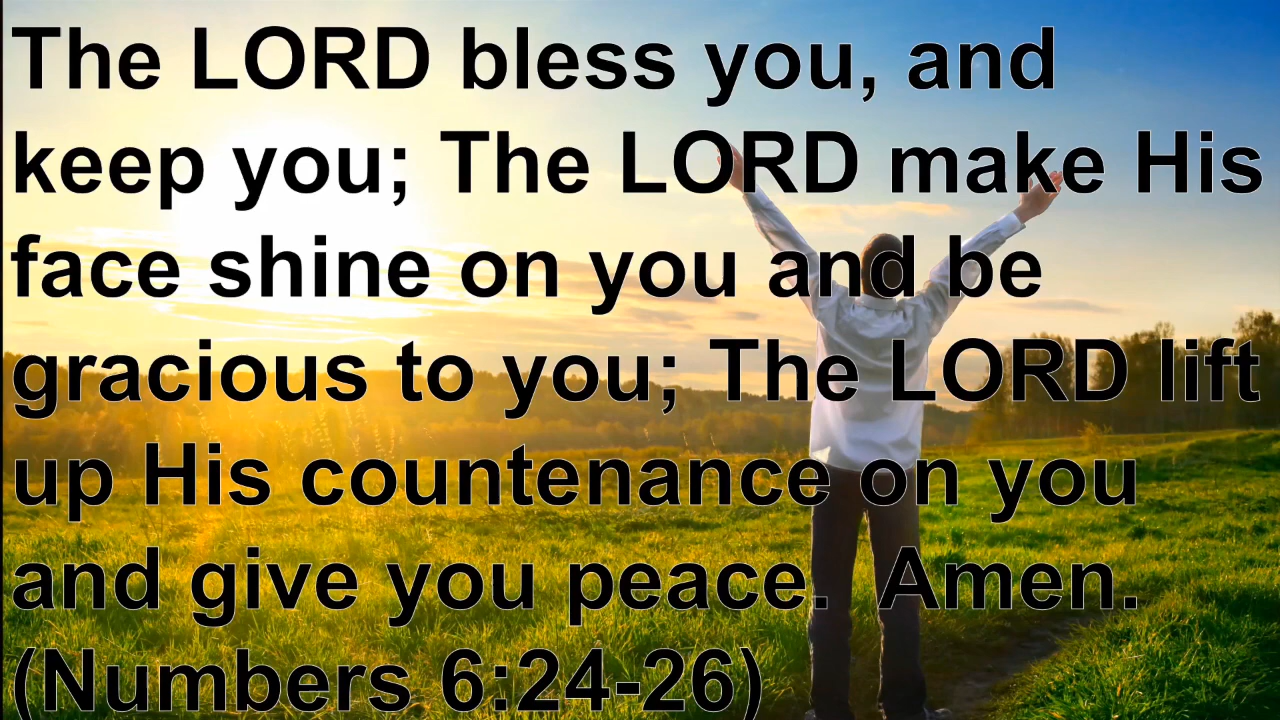 The LORD bless you, and
keep you; The LORD make His
face shine on you and be
gracious to you; The LORD lift
up His countenance on you
and give you peace.  Amen.
(Numbers 6:24-26)